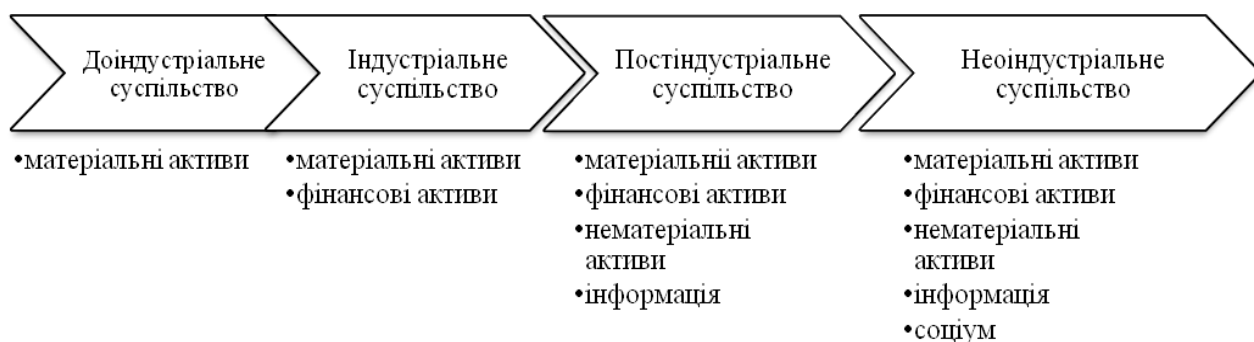 Доіндустріальне
суспільство
Індустріальне
суспільство
Постіндустріальне
суспільство
Неоіндустріальне
суспільство
•матеріальні активи
•матеріальні активи
•фінансові активи
•матеріальніі активи
•фінансові активи
•нематеріальні
активи
•інформація
•матеріальні активи
•фінансові активи
•нематеріальні
активи
•інформація
•соціум